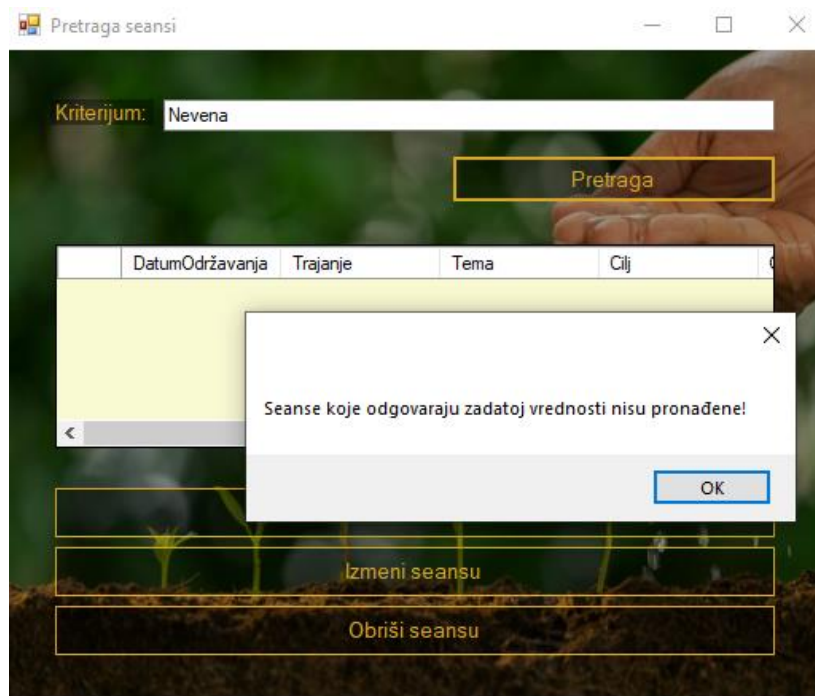 Pretraga seansi
Kriterijum: Nevena
Pretraga
DatumOdržavanja Trajanje Tema Cilj
Seanse koje odgovaraju zadatoj vrednosti nisu pronađene!
OK
Izmeni seansu
Obriši seansu